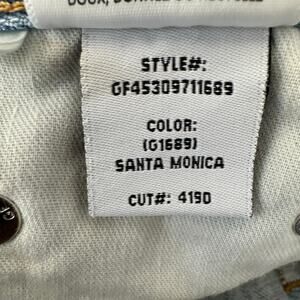 STYLE#:
GF45309711689
COLOR:
(G1689)
SANTA MONICA
CUT#: 4190